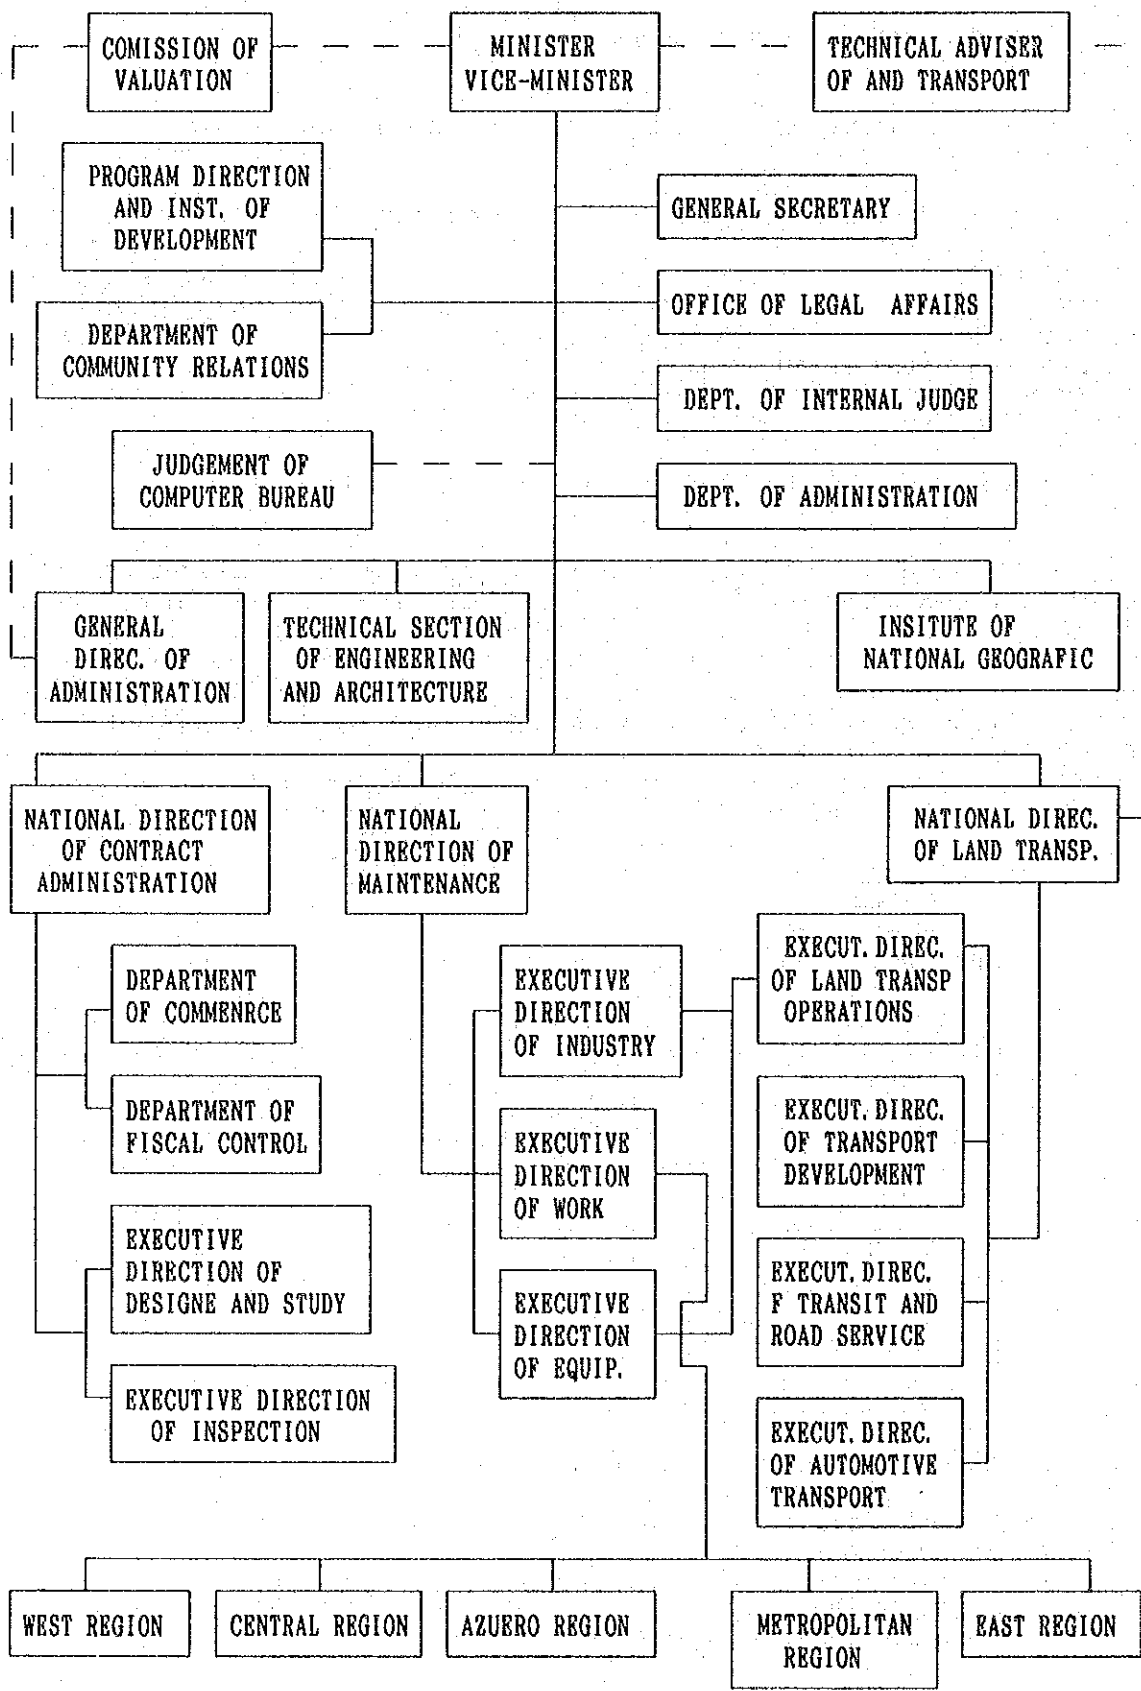 COMISSION OF
VALUATION
MINISTER
VICE-MINISTER
TECHNICAL ADVISER
OF AND TRANSPORT
PROGRAM DIRECTION
AND INST. OF
DEVELOPMENT
GENERAL SECRETARY
OFFICE OF LEGAL AFFAIRS
DEPARTMENT OF
COMMUNITY RELATIONS
DEPT. OF INTERNAL JUDGE
JUDGEMENT OF
COMPUTER BUREAU
DEPT. OF ADMINISTRATION
GENERAL
DIREC. OF
ADMINISTRATION
TECHNICAL SECTION
OF ENGINEERING
AND ARCHITECTURE
INSITUTE OF
NATIONAL GEOGRAFIC
NATIONAL DIRECTION
OF CONTRACT
ADMINISTRATION
NATIONAL
DIRECTION OF
MAINTENANCE
NATIONAL DIREC.
OF LAND TRANSP.
DEPARTMENT
OF COMMENRCE
DEPARTMENT OF
FISCAL CONTROL
EXECUTIVE
DIRECTION OF
DESIGNE AND STUDY
EXECUTIVE DIRECTION
OF INSPECTION
EXECUTIVE
DIRECTION
OF INDUSTRY
EXECUTIVE
DIRECTION
OF WORK
EXECUTIVE
DIRECTION
OF EQUIP.
EXECUT. DIREC.
OF LAND TRANSP
OPERATIONS
EXECUT. DIREC.
OF TRANSPORT
DEVELOPMENT
EXECUT. DIREC.
F TRANSIT AND
ROAD SERVICE
EXECUT. DIREC.
OF AUTOMOTIVE
TRANSPORT
WEST REGION
CENTRAL REGION
AZUERO REGION
METROPOLITAN
REGION
EAST REGION